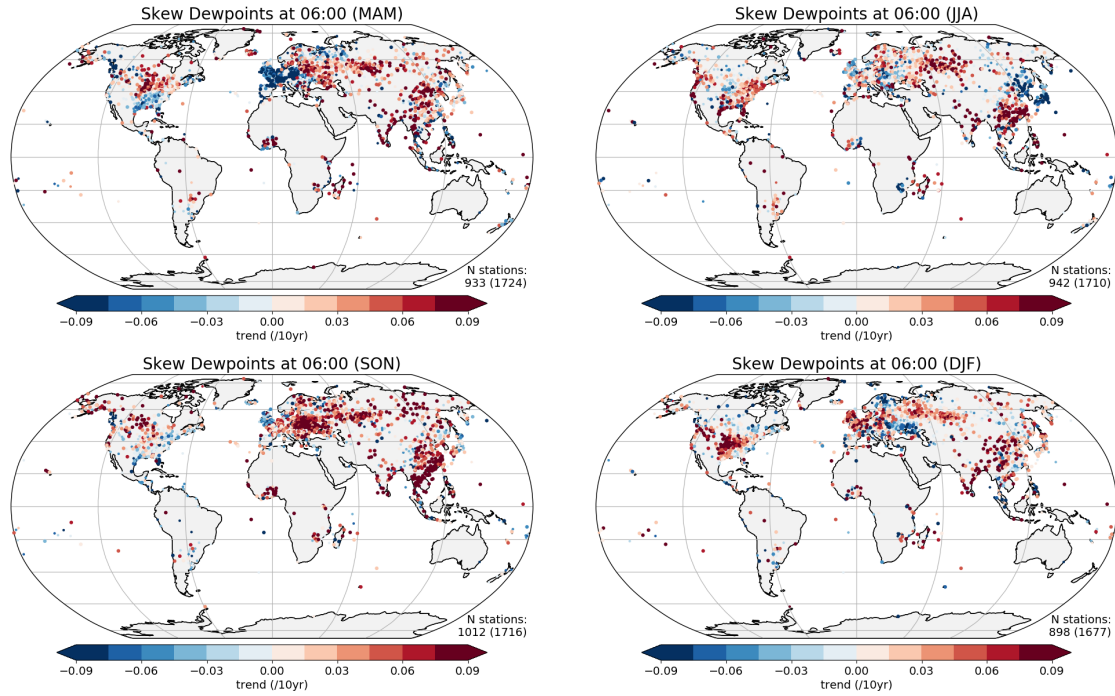 Skew Dewpoints at 06:00 (MAM)
N stations:
933 (1724)
−0.09 −0.06 −0.03 0.00 0.03 0.06 0.09
trend (/10yr)
Skew Dewpoints at 06:00 (JJA)
N stations:
942 (1710)
−0.09 −0.06 −0.03 0.00 0.03 0.06 0.09
trend (/10yr)
Skew Dewpoints at 06:00 (SON)
N stations:
1012 (1716)
−0.09 −0.06 −0.03 0.00 0.03 0.06 0.09
trend (/10yr)
Skew Dewpoints at 06:00 (DJF)
N stations:
898 (1677)
−0.09 −0.06 −0.03 0.00 0.03 0.06 0.09
trend (/10yr)